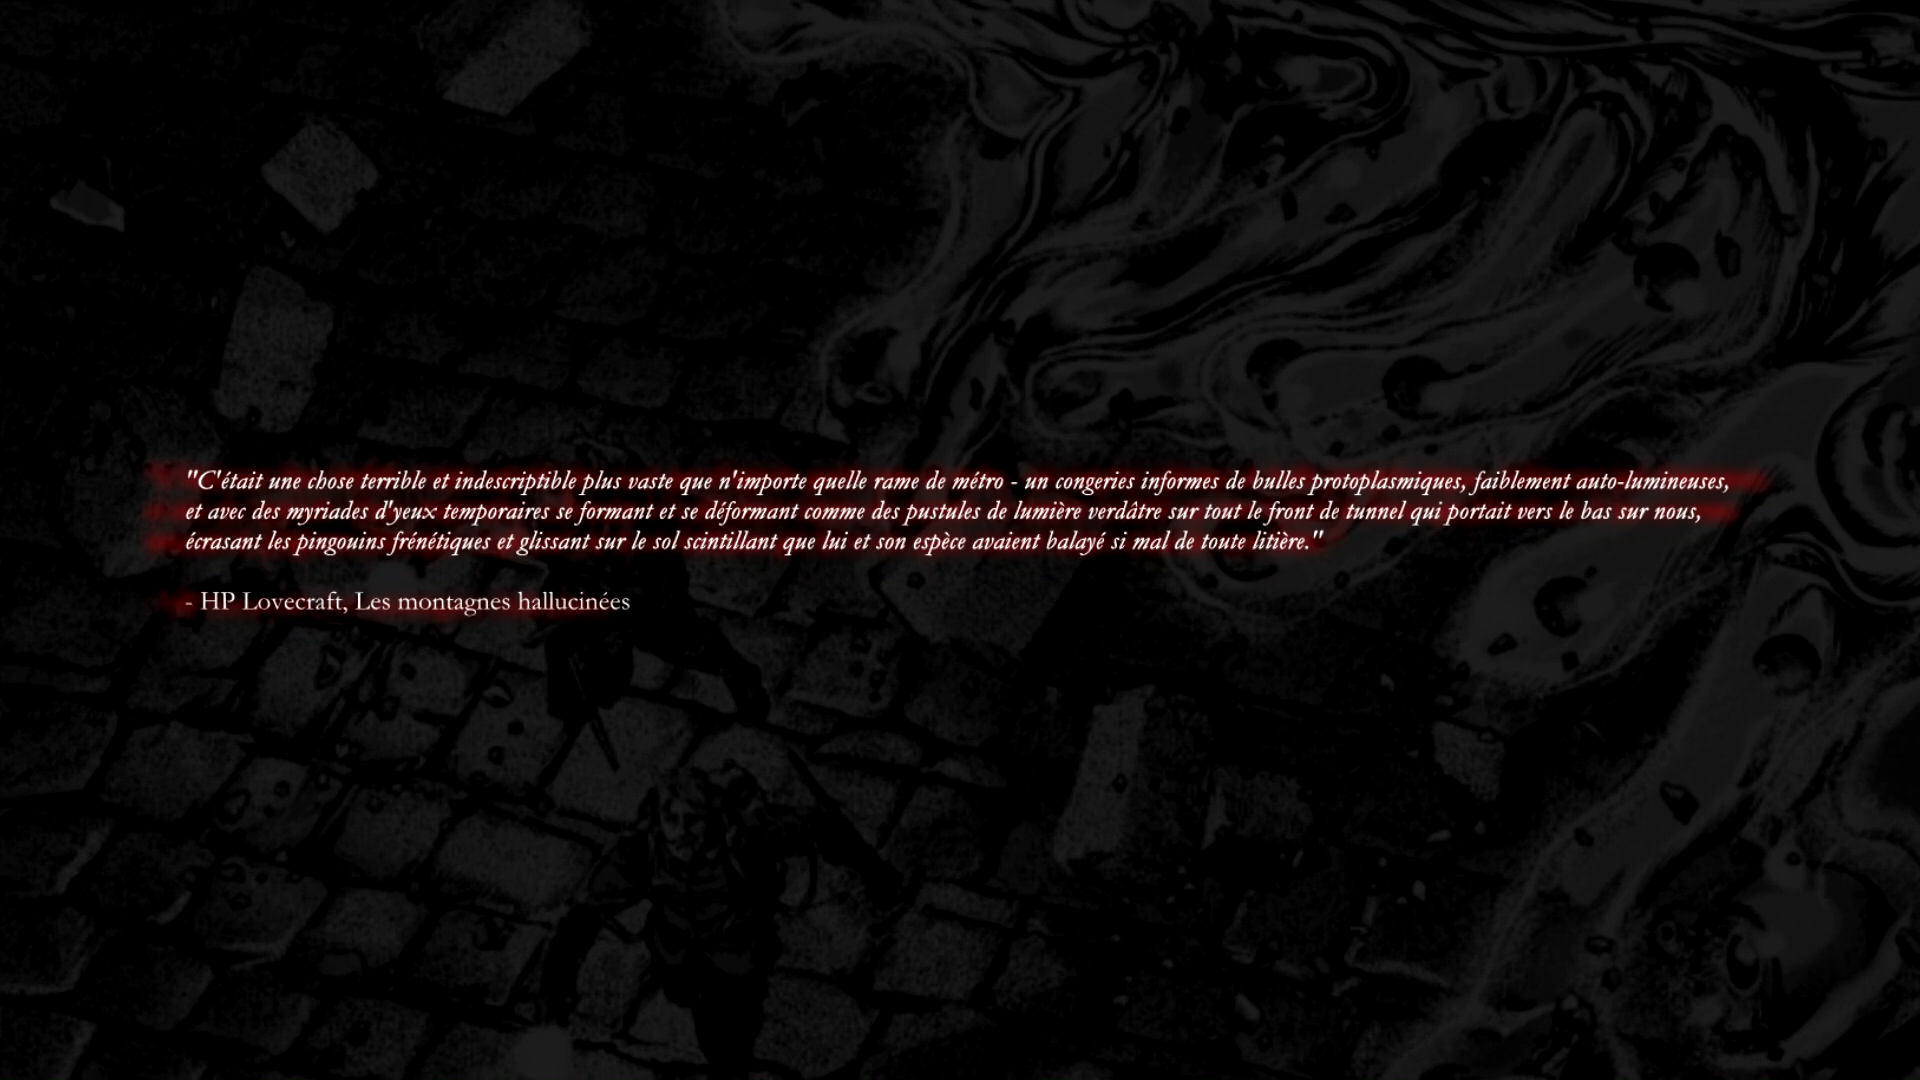 "C'était une chose terrible et indescriptible plus vaste que n'importe quelle rame de métro - un congeries informes de bulles protoplasmiques, faiblement auto-lumineuses,
et avec des myriades d'yeux temporaires se formant et se déformant comme des pustules de lumière verdâtre sur tout le front de tunnel qui portait vers le bas sur nous,
écrasant les pingouins frénétiques et glissant sur le sol scintillant que lui et son espèce avaient balayé si mal de toute litière."
- HP Lovecraft, Les montagnes hallucinées